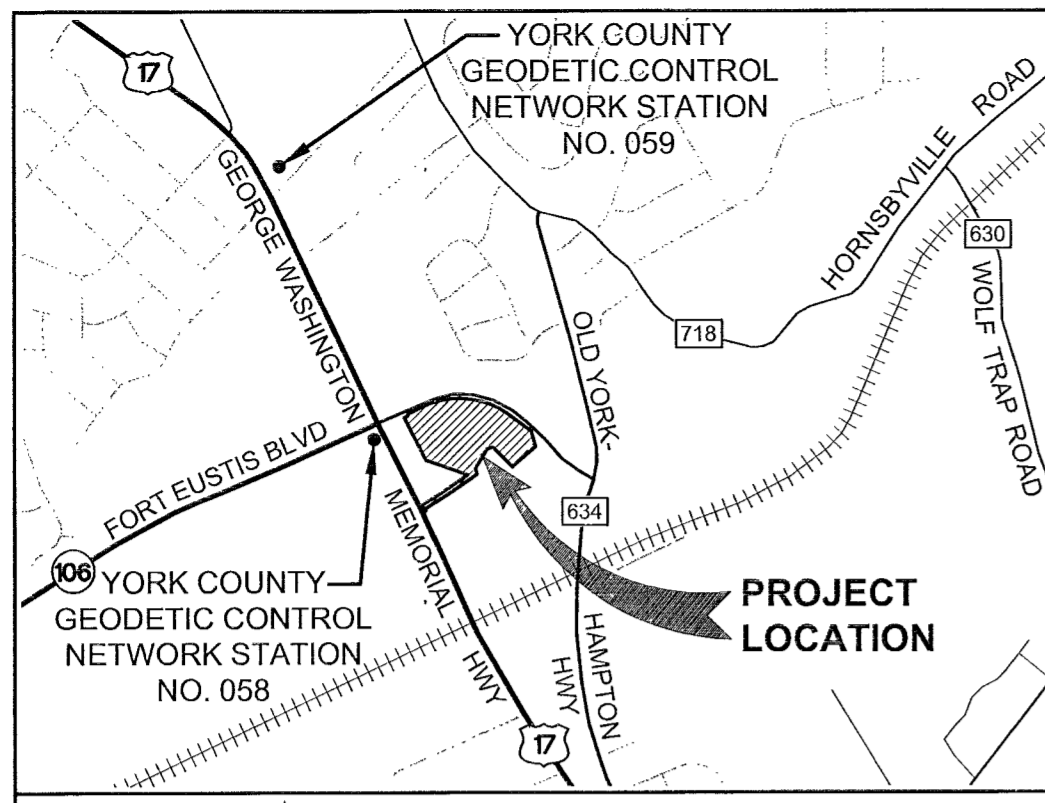 17
YORK COUNTY
GEODETIC CONTROL
NETWORK STATION
NO. 059
HORNSBYVILLE ROAD
GEORGE WASHINGTON
630
WOLF TRAP ROAD
718
OLD YORK-
FORT EUSTIS BLVD
MEMORIAL HWY
634
106
YORK COUNTY
GEODETIC CONTROL
NETWORK STATION
NO. 058
PROJECT
LOCATION
HAMPTON HWY
17